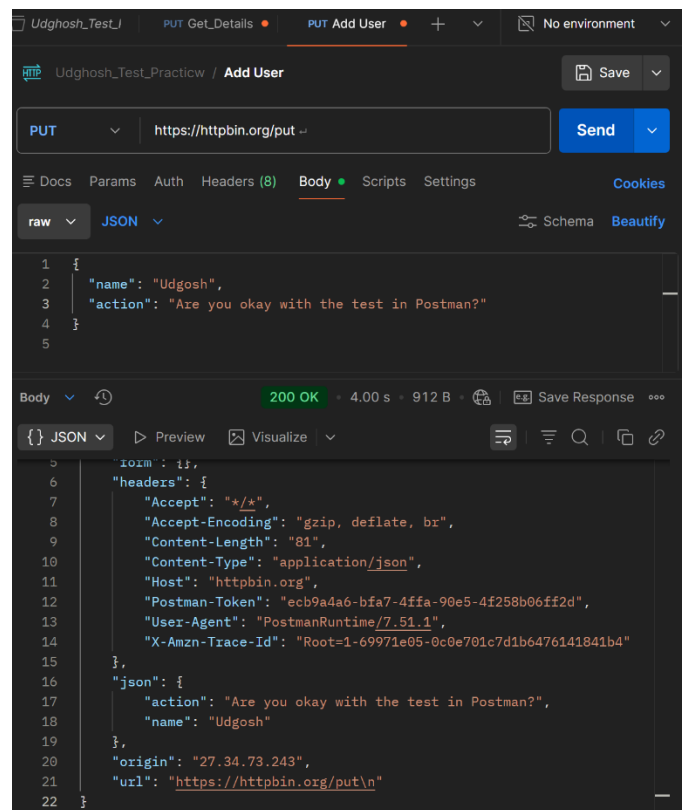 Udghosh_Test_I PUT Get_Details PUT Add User No environment
HTTP Udghosh_Test_Practicw / Add User Save
PUT https://httpbin.org/put Send
Docs Params Auth Headers (8) Body Scripts Settings Cookies
raw JSON Schema Beautify
1 {
2 "name": "Udgosh",
3 "action": "Are you okay with the test in Postman?"
4 }
5
Body 200 OK • 4.00 s • 912 B • e.g. Save Response
{} JSON Preview Visualize
5 "form": {},
6 "headers": {
7 "Accept": "*/*",
8 "Accept-Encoding": "gzip, deflate, br",
9 "Content-Length": "81",
10 "Content-Type": "application/json",
11 "Host": "httpbin.org",
12 "Postman-Token": "ecb9a4a6-bfa7-4ffa-90e5-4f258b06ff2d",
13 "User-Agent": "PostmanRuntime/7.51.1",
14 "X-Amzn-Trace-Id": "Root=1-69971e05-0c0e701c7d1b6476141841b4"
15 },
16 "json": {
17 "action": "Are you okay with the test in Postman?",
18 "name": "Udgosh"
19 },
20 "origin": "27.34.73.243",
21 "url": "https://httpbin.org/put\n"
22 }